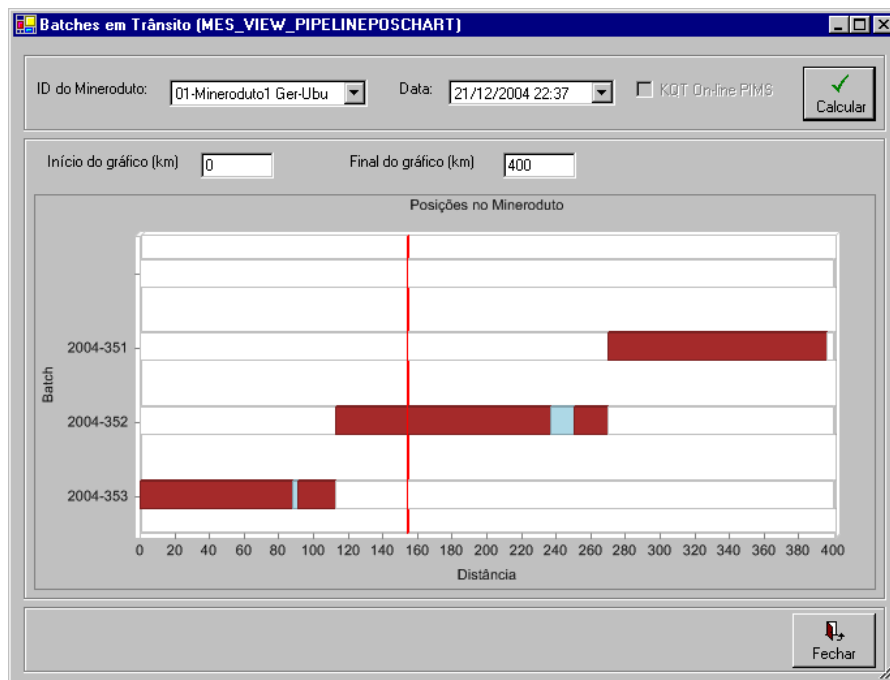 Batches em Trânsito (MES_VIEW_PIPELINEPOSCHART)
ID do Mineroduto: 01-Mineroduto1 Ger-Ubu Data: 21/12/2004 22:37 KQT On-line PIMS Calcular
Início do gráfico (km) 0 Final do gráfico (km) 400
Posições no Mineroduto
Batch
2004-351
2004-352
2004-353
0 20 40 60 80 100 120 140 160 180 200 220 240 260 280 300 320 340 360 380 400
Distância
Fechar